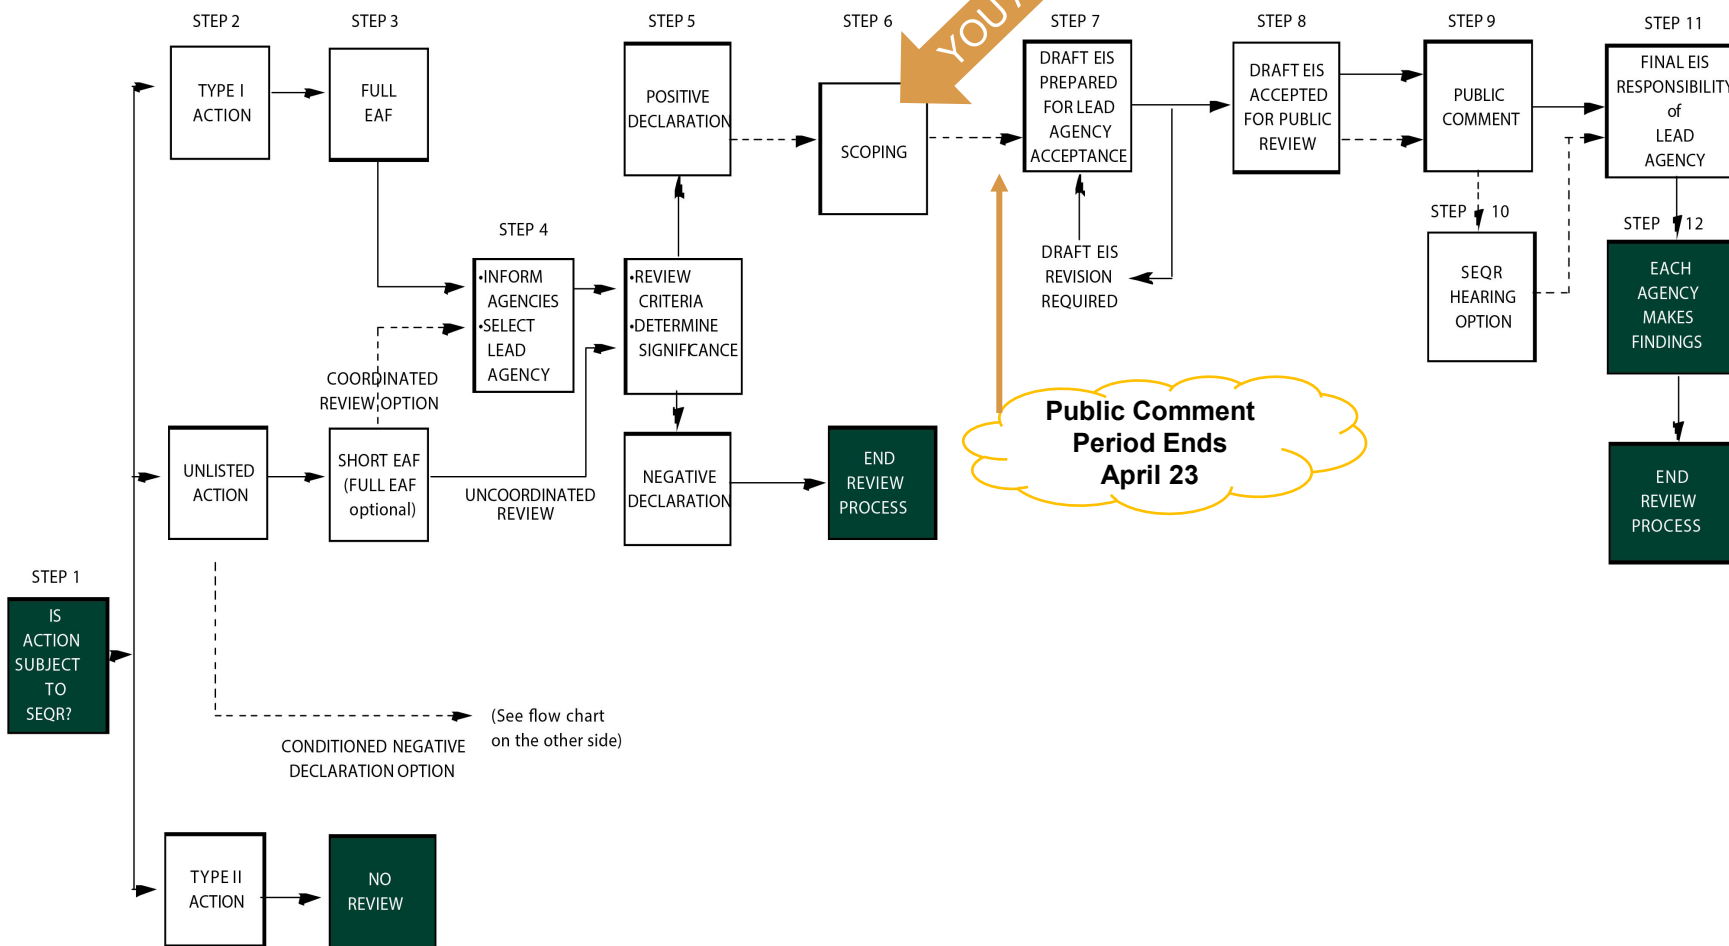 STEP 2
STEP 3
STEP 5
STEP 6
STEP 7
STEP 8
STEP 9
STEP 11
YOU
TYPE I
ACTION
FULL
EAF
POSITIVE
DECLARATION
SCOPING
DRAFT EIS
PREPARED
FOR LEAD
AGENCY
ACCEPTANCE
DRAFT EIS
ACCEPTED
FOR PUBLIC
REVIEW
PUBLIC
COMMENT
FINAL EIS
RESPONSIBILITY
of
LEAD
AGENCY
STEP 4
•INFORM
AGENCIES
•SELECT
LEAD
AGENCY
•REVIEW
CRITERIA
•DETERMINE
SIGNIFICANCE
DRAFT EIS
REVISION
REQUIRED
STEP 10
SEQR
HEARING
OPTION
STEP 12
EACH
AGENCY
MAKES
FINDINGS
COORDINATED
REVIEW OPTION
UNLISTED
ACTION
SHORT EAF
(FULL EAF
optional)
UNCOORDINATED
REVIEW
NEGATIVE
DECLARATION
END
REVIEW
PROCESS
Public Comment
Period Ends
April 23
END
REVIEW
PROCESS
STEP 1
IS
ACTION
SUBJECT
TO
SEQR?
(See flow chart
on the other side)
CONDITIONED NEGATIVE
DECLARATION OPTION
TYPE II
ACTION
NO
REVIEW